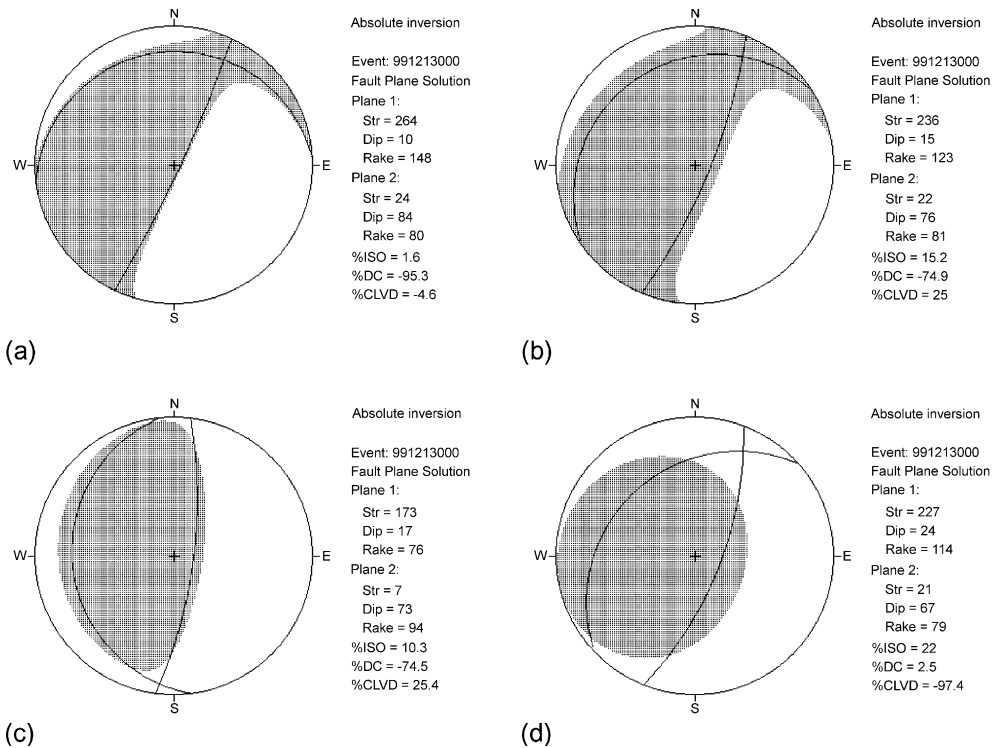 N
W
E
S
Absolute inversion
Event: 991213000
Fault Plane Solution
Plane 1:
Str = 264
Dip = 10
Rake = 148
Plane 2:
Str = 24
Dip = 84
Rake = 80
%ISO = 1.6
%DC = -95.3
%CLVD = -4.6
(a)
N
W
E
S
Absolute inversion
Event: 991213000
Fault Plane Solution
Plane 1:
Str = 236
Dip = 15
Rake = 123
Plane 2:
Str = 22
Dip = 76
Rake = 81
%ISO = 15.2
%DC = -74.9
%CLVD = 25
(b)
N
W
E
S
Absolute inversion
Event: 991213000
Fault Plane Solution
Plane 1:
Str = 173
Dip = 17
Rake = 76
Plane 2:
Str = 7
Dip = 73
Rake = 94
%ISO = 10.3
%DC = -74.5
%CLVD = 25.4
(c)
N
W
E
S
Absolute inversion
Event: 991213000
Fault Plane Solution
Plane 1:
Str = 227
Dip = 24
Rake = 114
Plane 2:
Str = 21
Dip = 67
Rake = 79
%ISO = 22
%DC = 2.5
%CLVD = -97.4
(d)